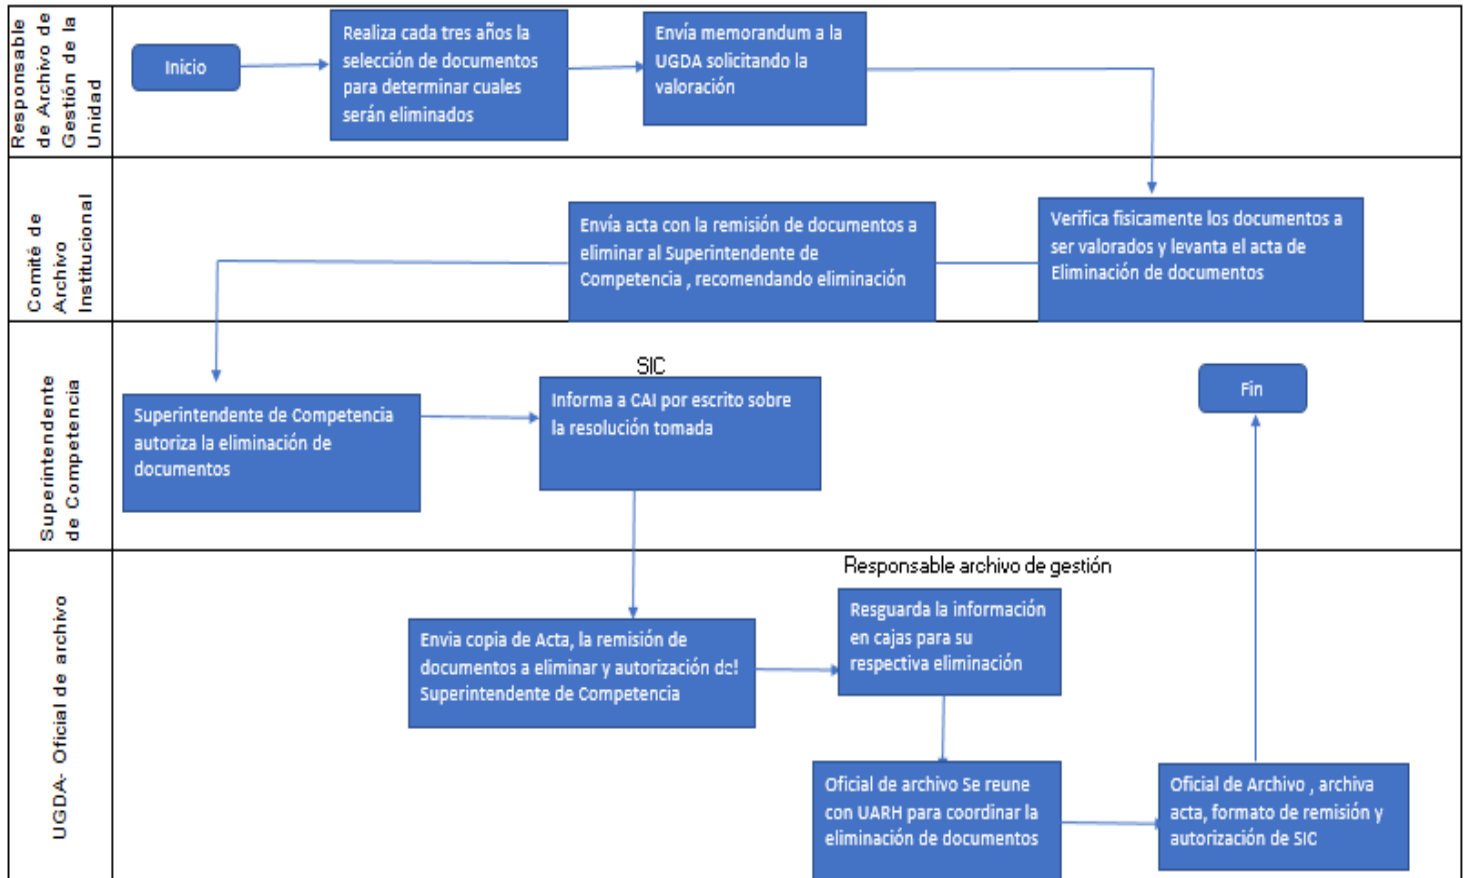 Responsable
de Archivo de
Gestión de la
Unidad
Inicio
Realiza cada tres años la
selección de documentos
para determinar cuales
serán eliminados
Envía memorandum a la
UGDA solicitando la
valoración
Comité de
Archivo
Institucional
Envía acta con la remisión de documentos a
eliminar al Superintendente de
Competencia , recomendando eliminación
Verifica fisicamente los documentos a
ser valorados y levanta el acta de
Eliminación de documentos
Superintendente
de Competencia
Superintendente de Competencia
autoriza la eliminación de
documentos
SIC
Informa a CAI por escrito sobre
la resolución tomada
Fin
UGDA- Oficial de archivo
Envia copia de Acta, la remisión de
documentos a eliminar y autorización del
Superintendente de Competencia
Responsable archivo de gestión
Resguarda la información
en cajas para su
respectiva eliminación
Oficial de archivo Se reune
con UARH para coordinar la
eliminación de documentos
Oficial de Archivo , archiva
acta, formato de remisión y
autorización de SIC